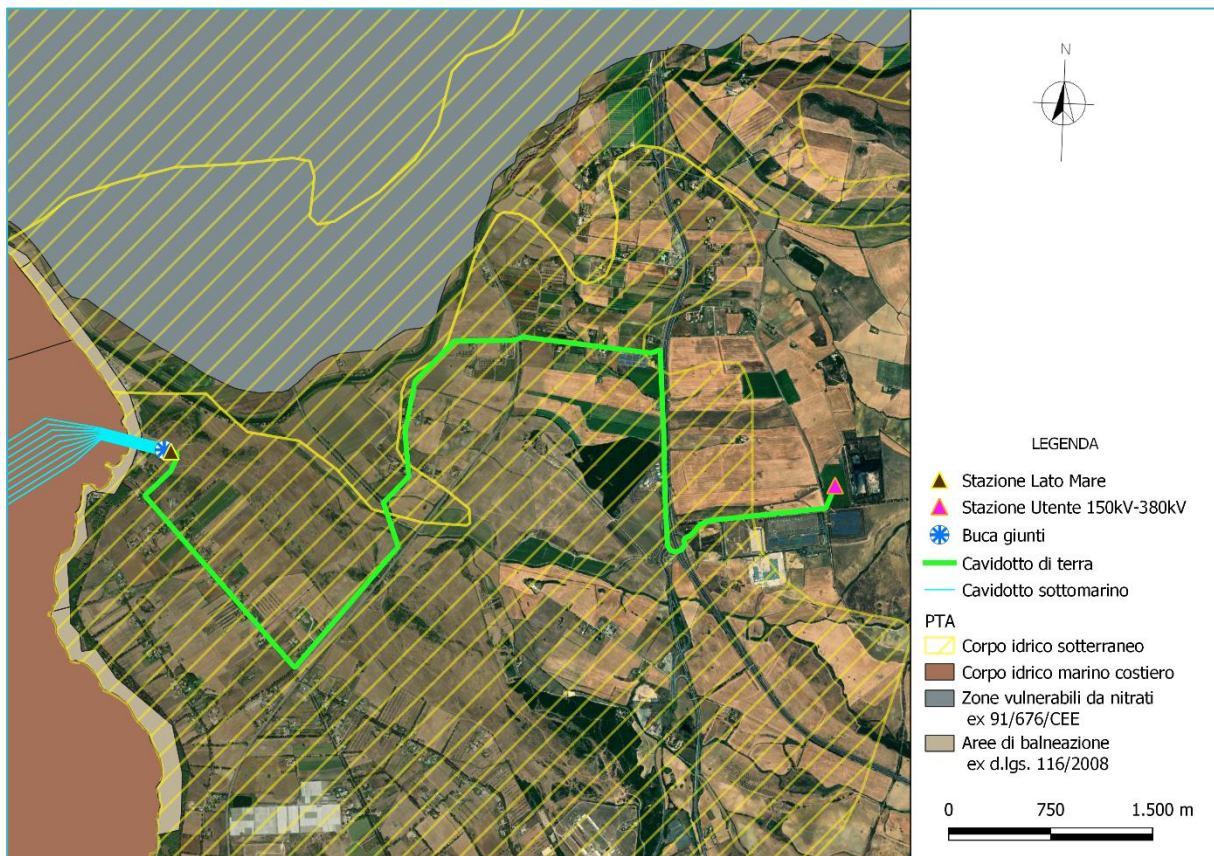 N
LEGENDA
Stazione Lato Mare
Stazione Utente 150kV-380kV
Buca giunti
Cavidotto di terra
Cavidotto sottomarino
PTA
Corpo idrico sotterraneo
Corpo idrico marino costiero
Zone vulnerabili da nitrati
ex 91/676/CEE
Aree di balneazione
ex d.lgs. 116/2008
0 750 1.500 m